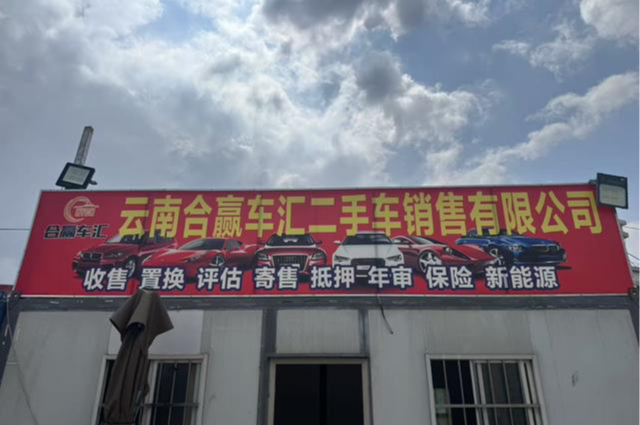 云南合赢车汇二手车销售有限公司
合赢车汇
收售 置换 评估 寄售 抵押 年审 保险 新能源